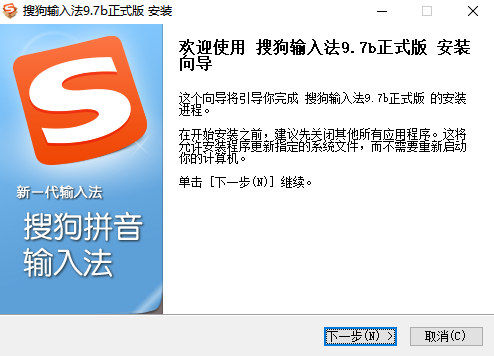 搜狗输入法9.7b正式版 安装
欢迎使用 搜狗输入法9.7b正式版 安装
向导
这个向导将引导你完成 搜狗输入法9.7b正式版 的安装
进程。
在开始安装之前，建议先关闭其他所有应用程序。这将
允许安装程序更新指定的系统文件，而不需要重新启动
你的计算机。
单击 [下一步(N)] 继续。
新一代输入法
搜狗拼音
输入法
下一步(N) >
取消(C)